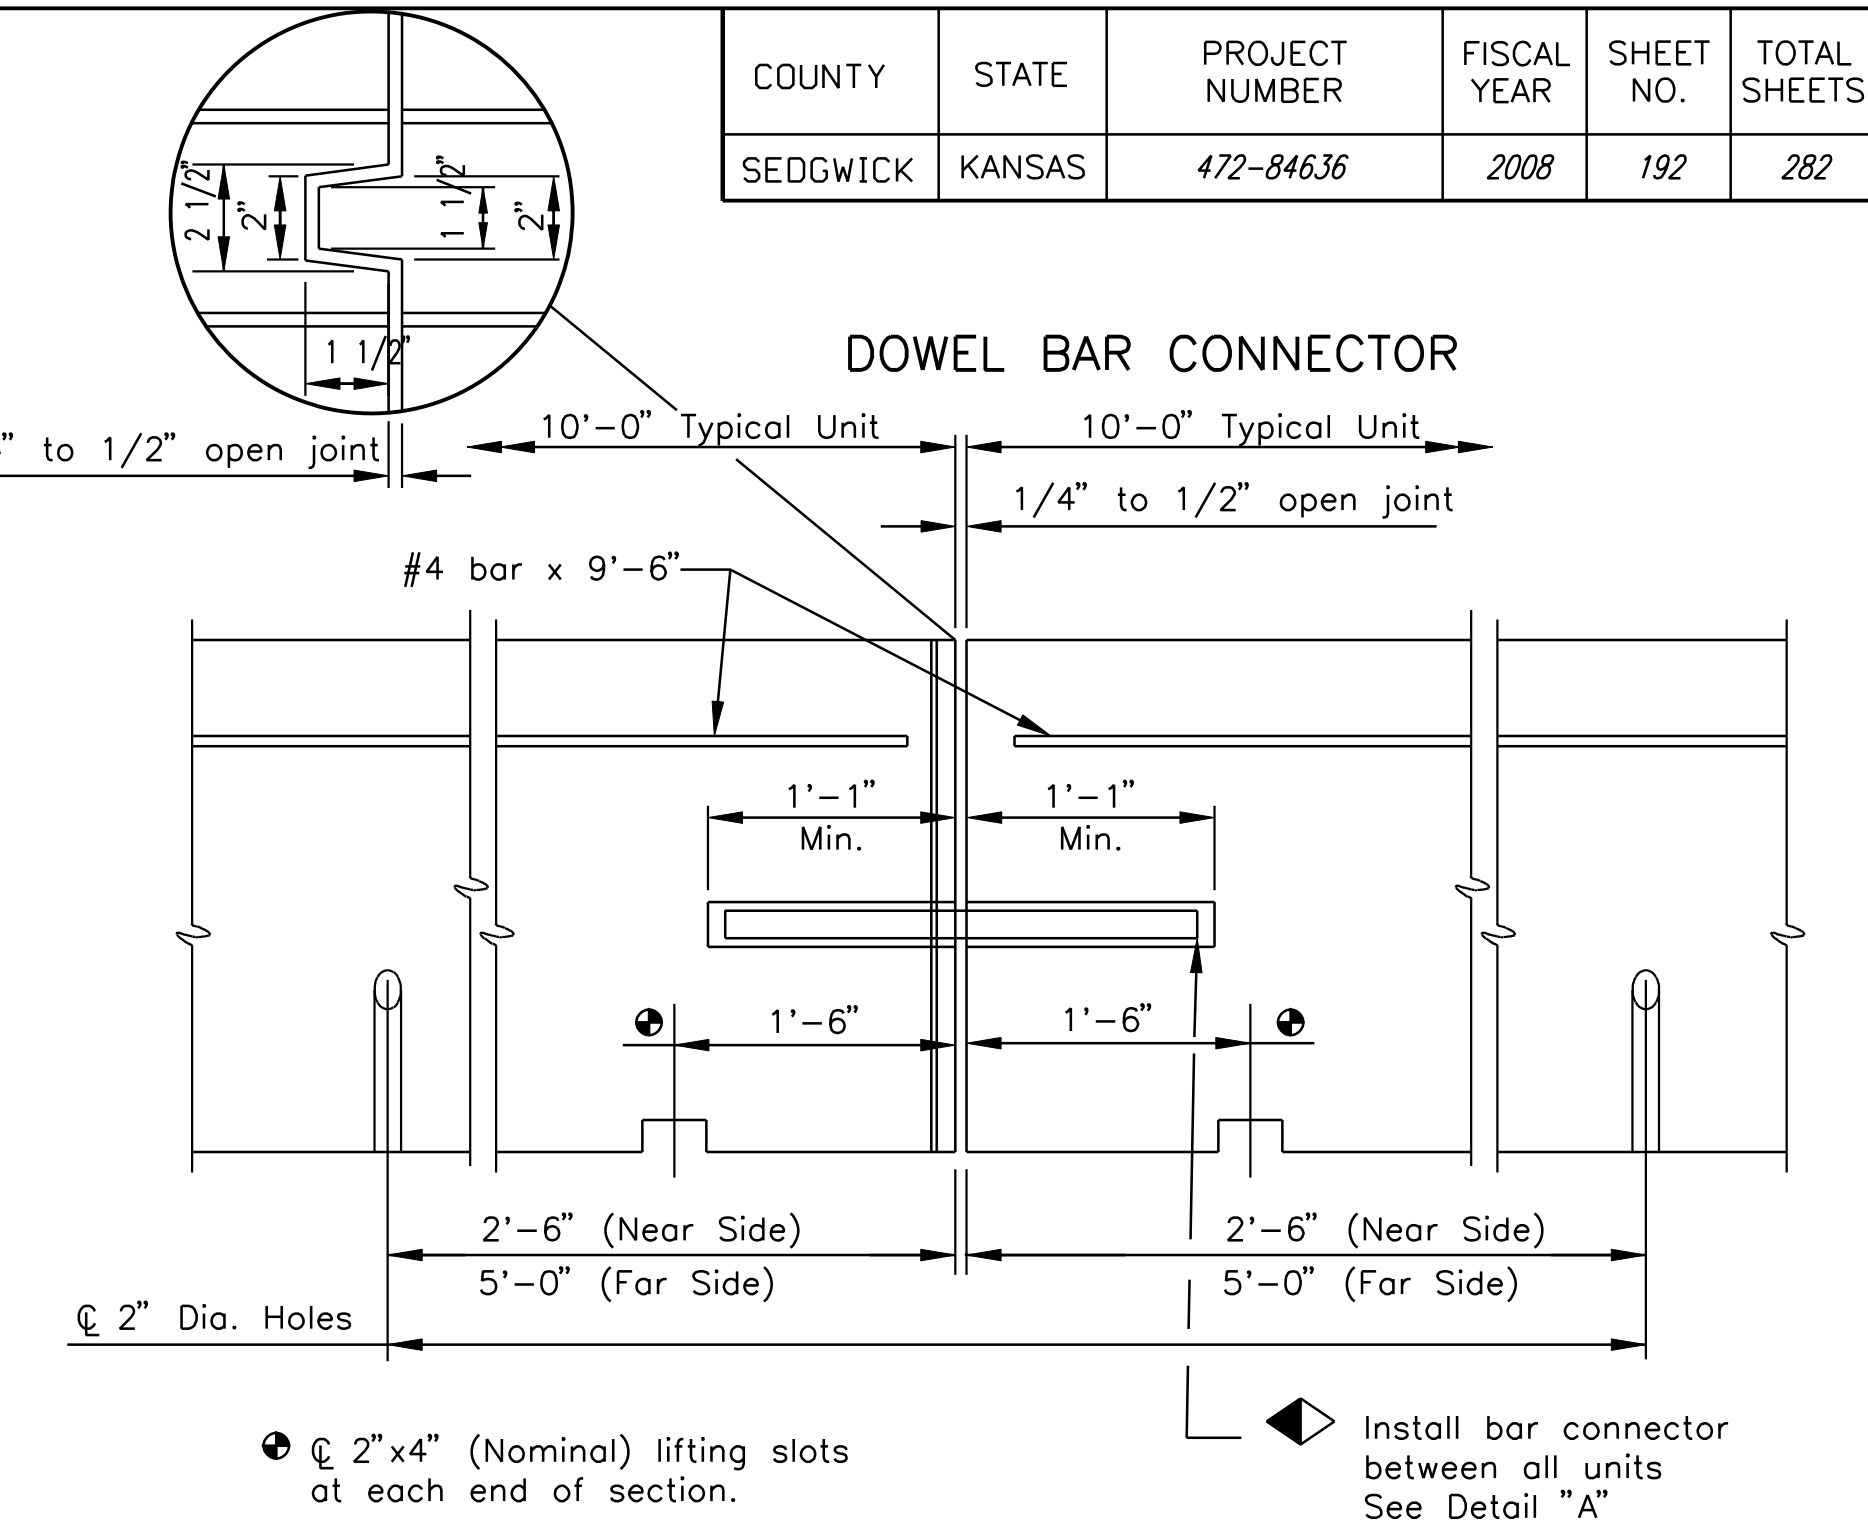 COUNTY STATE PROJECT NUMBER FISCAL YEAR SHEET NO. TOTAL SHEETS
SEDGWICK KANSAS 472-84636 2008 192 282
2 1/2"
2"
1 1/2"
2"
1 1/2"
" to 1/2" open joint
DOWEL BAR CONNECTOR
10'-0" Typical Unit
10'-0" Typical Unit
1/4" to 1/2" open joint
#4 bar x 9'-6"
1'-1"
Min.
1'-1"
Min.
1'-6"
1'-6"
2'-6" (Near Side)
5'-0" (Far Side)
2'-6" (Near Side)
5'-0" (Far Side)
℄ 2" Dia. Holes
℄ 2"x4" (Nominal) lifting slots
at each end of section.
Install bar connector
between all units
See Detail "A"